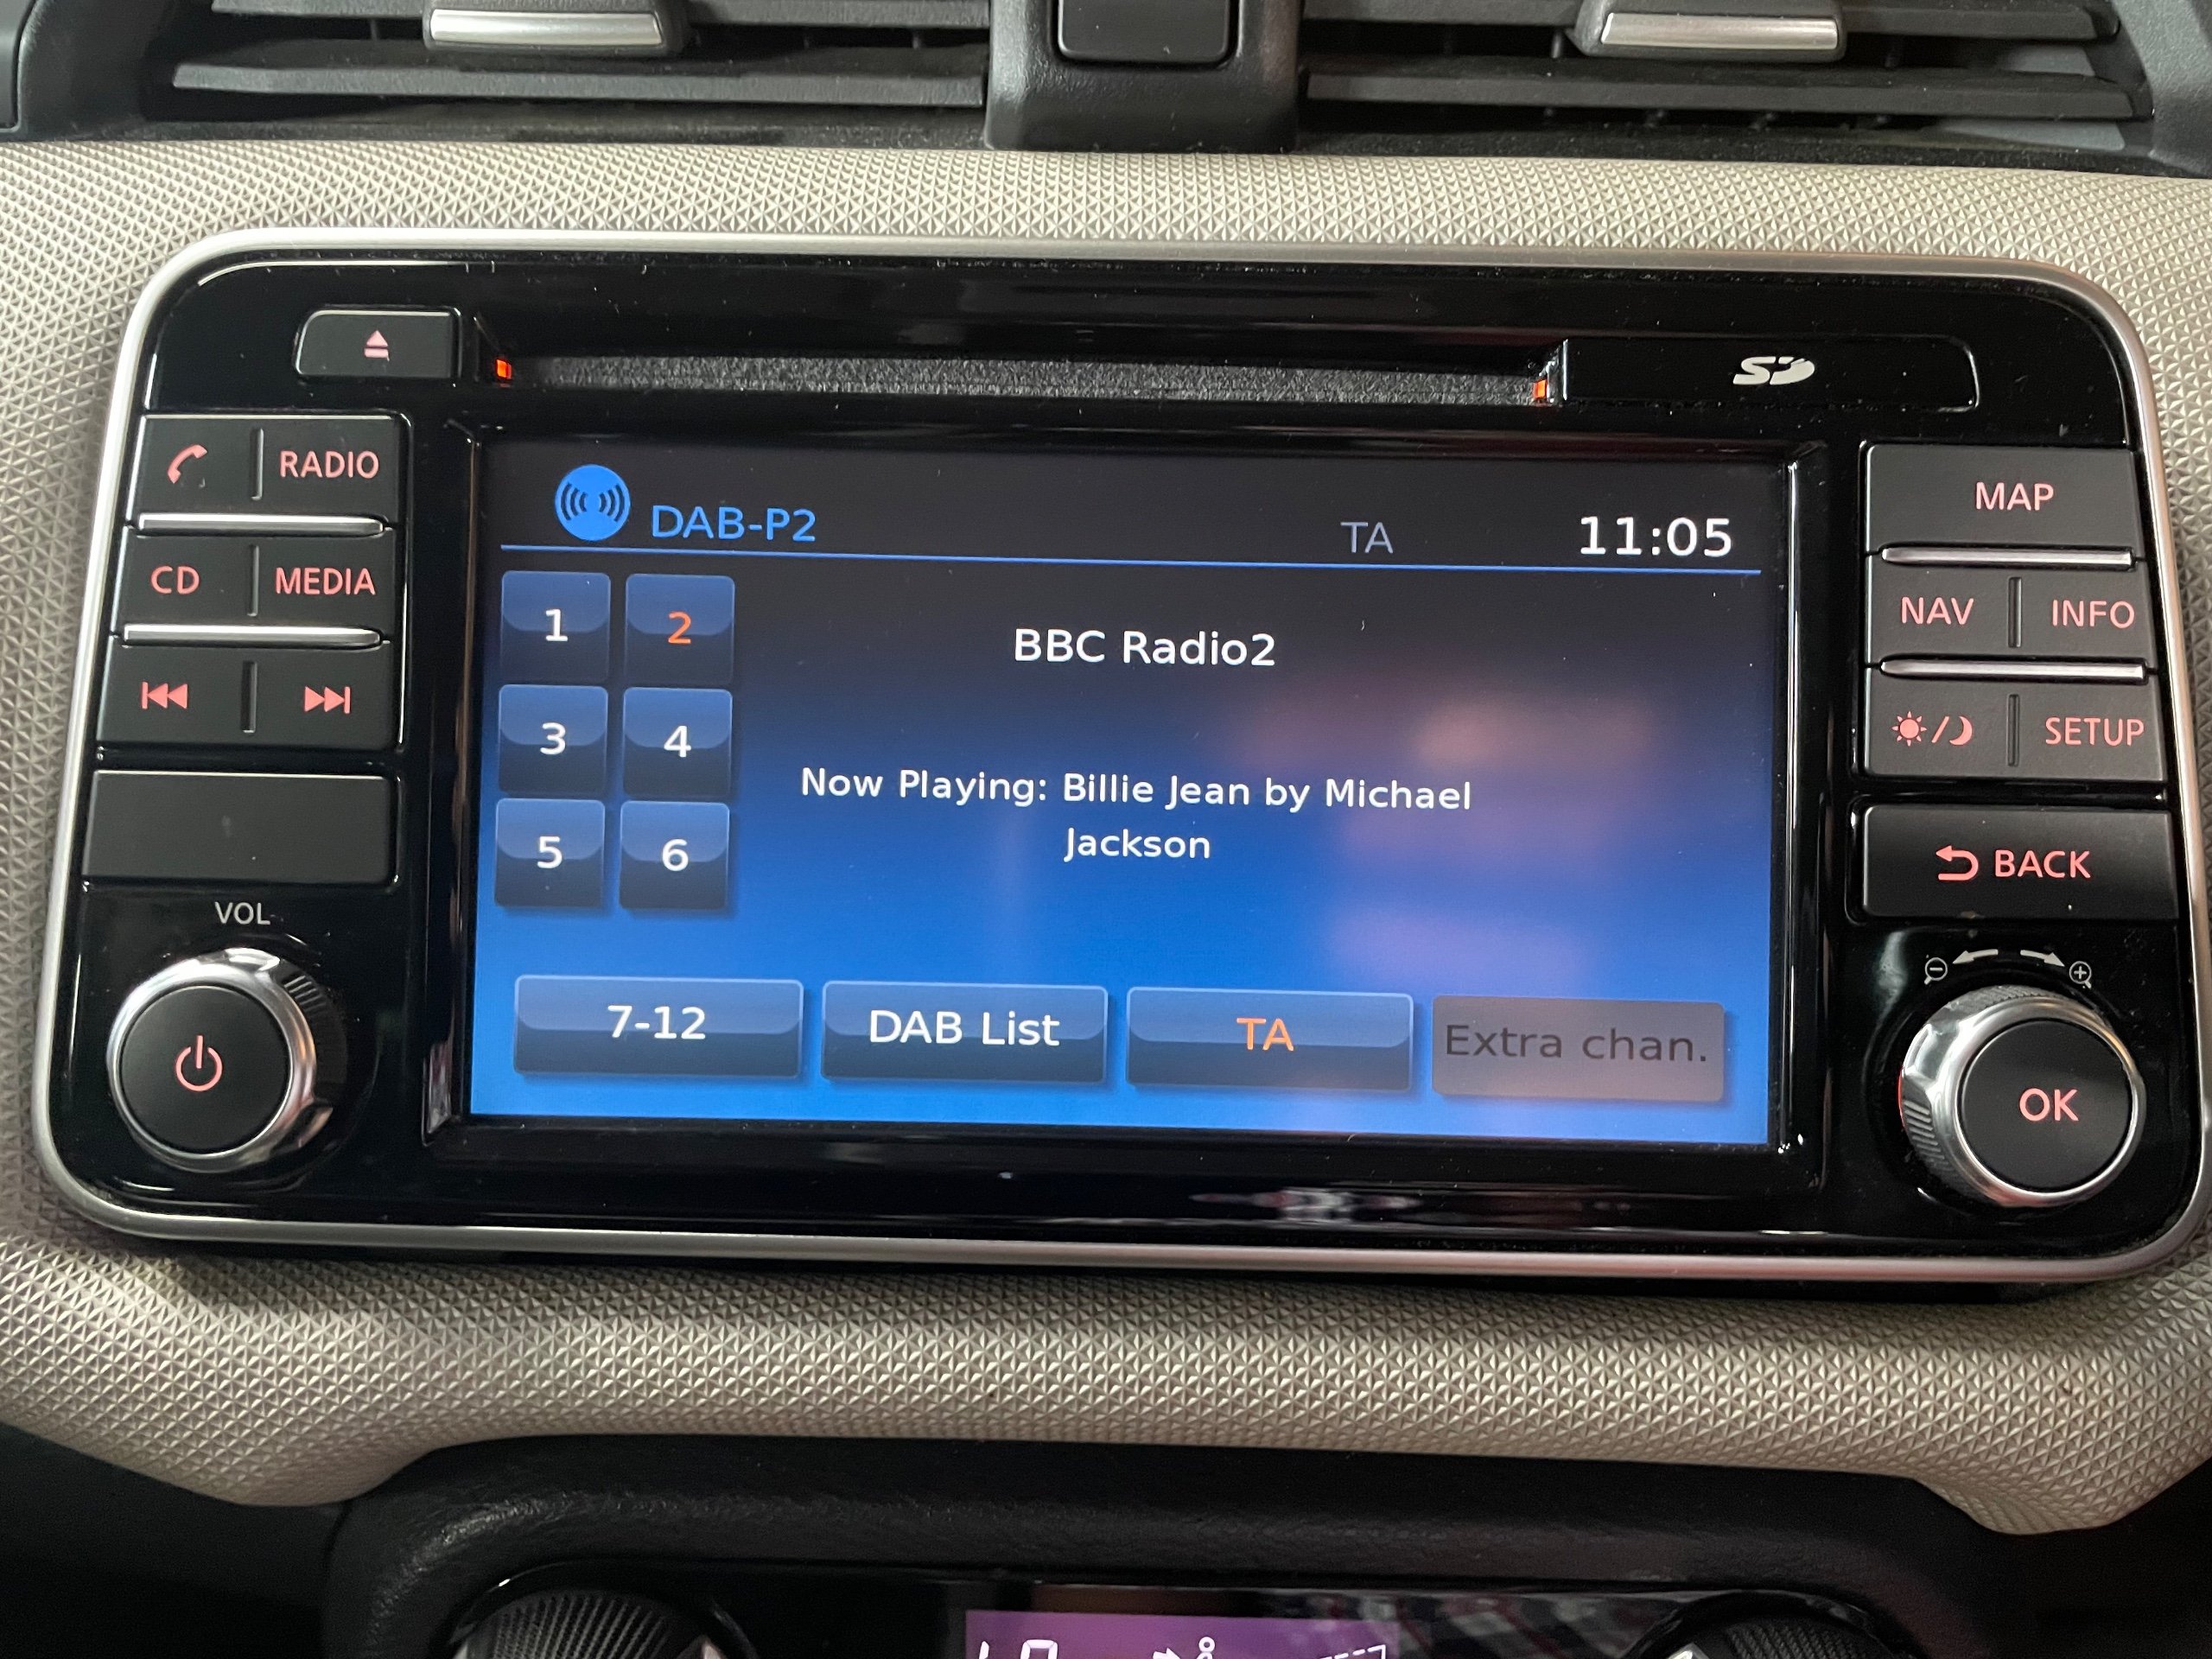 SD
RADIO
CD MEDIA
VOL
DAB-P2 TA 11:05
1 2
3 4
5 6
BBC Radio2
Now Playing: Billie Jean by Michael
Jackson
7-12 DAB List TA Extra chan.
MAP
NAV INFO
SETUP
BACK
OK